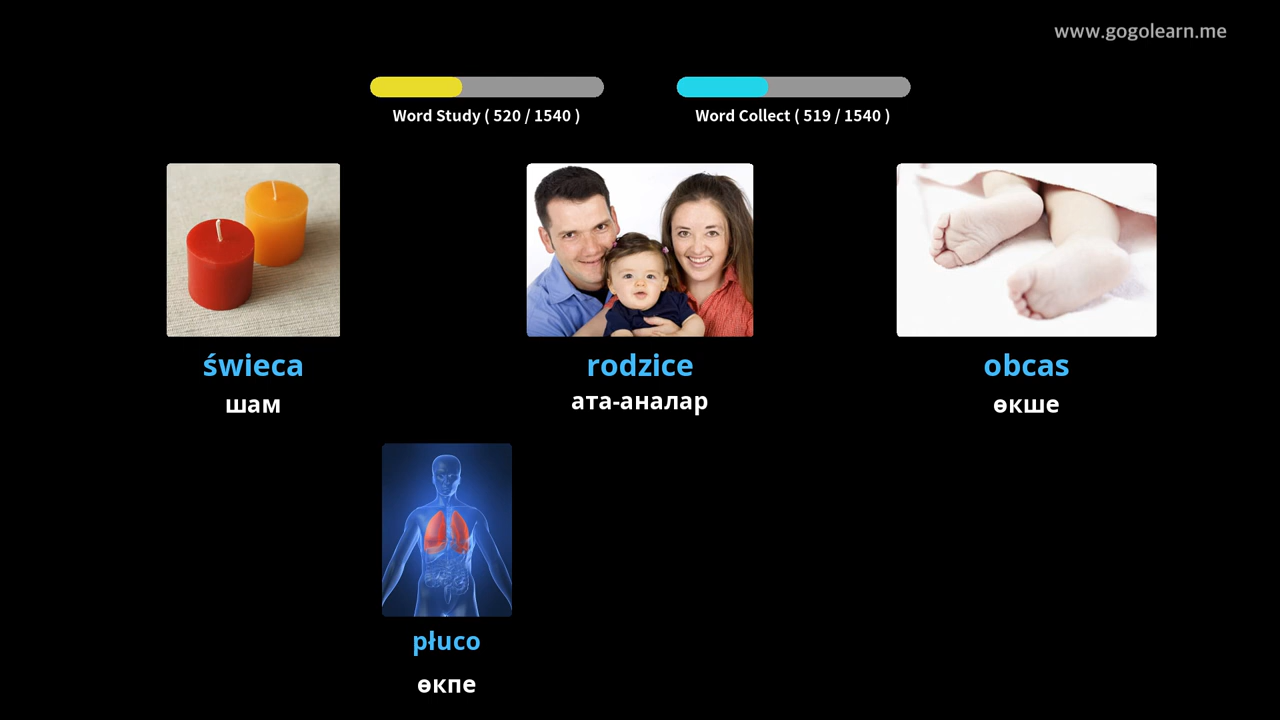 www.gogolearn.me
Word Study ( 520 / 1540 )
Word Collect ( 519 / 1540 )
świeca
rodzice
obcas
шам
ата-аналар
өкше
płuco
өкпе